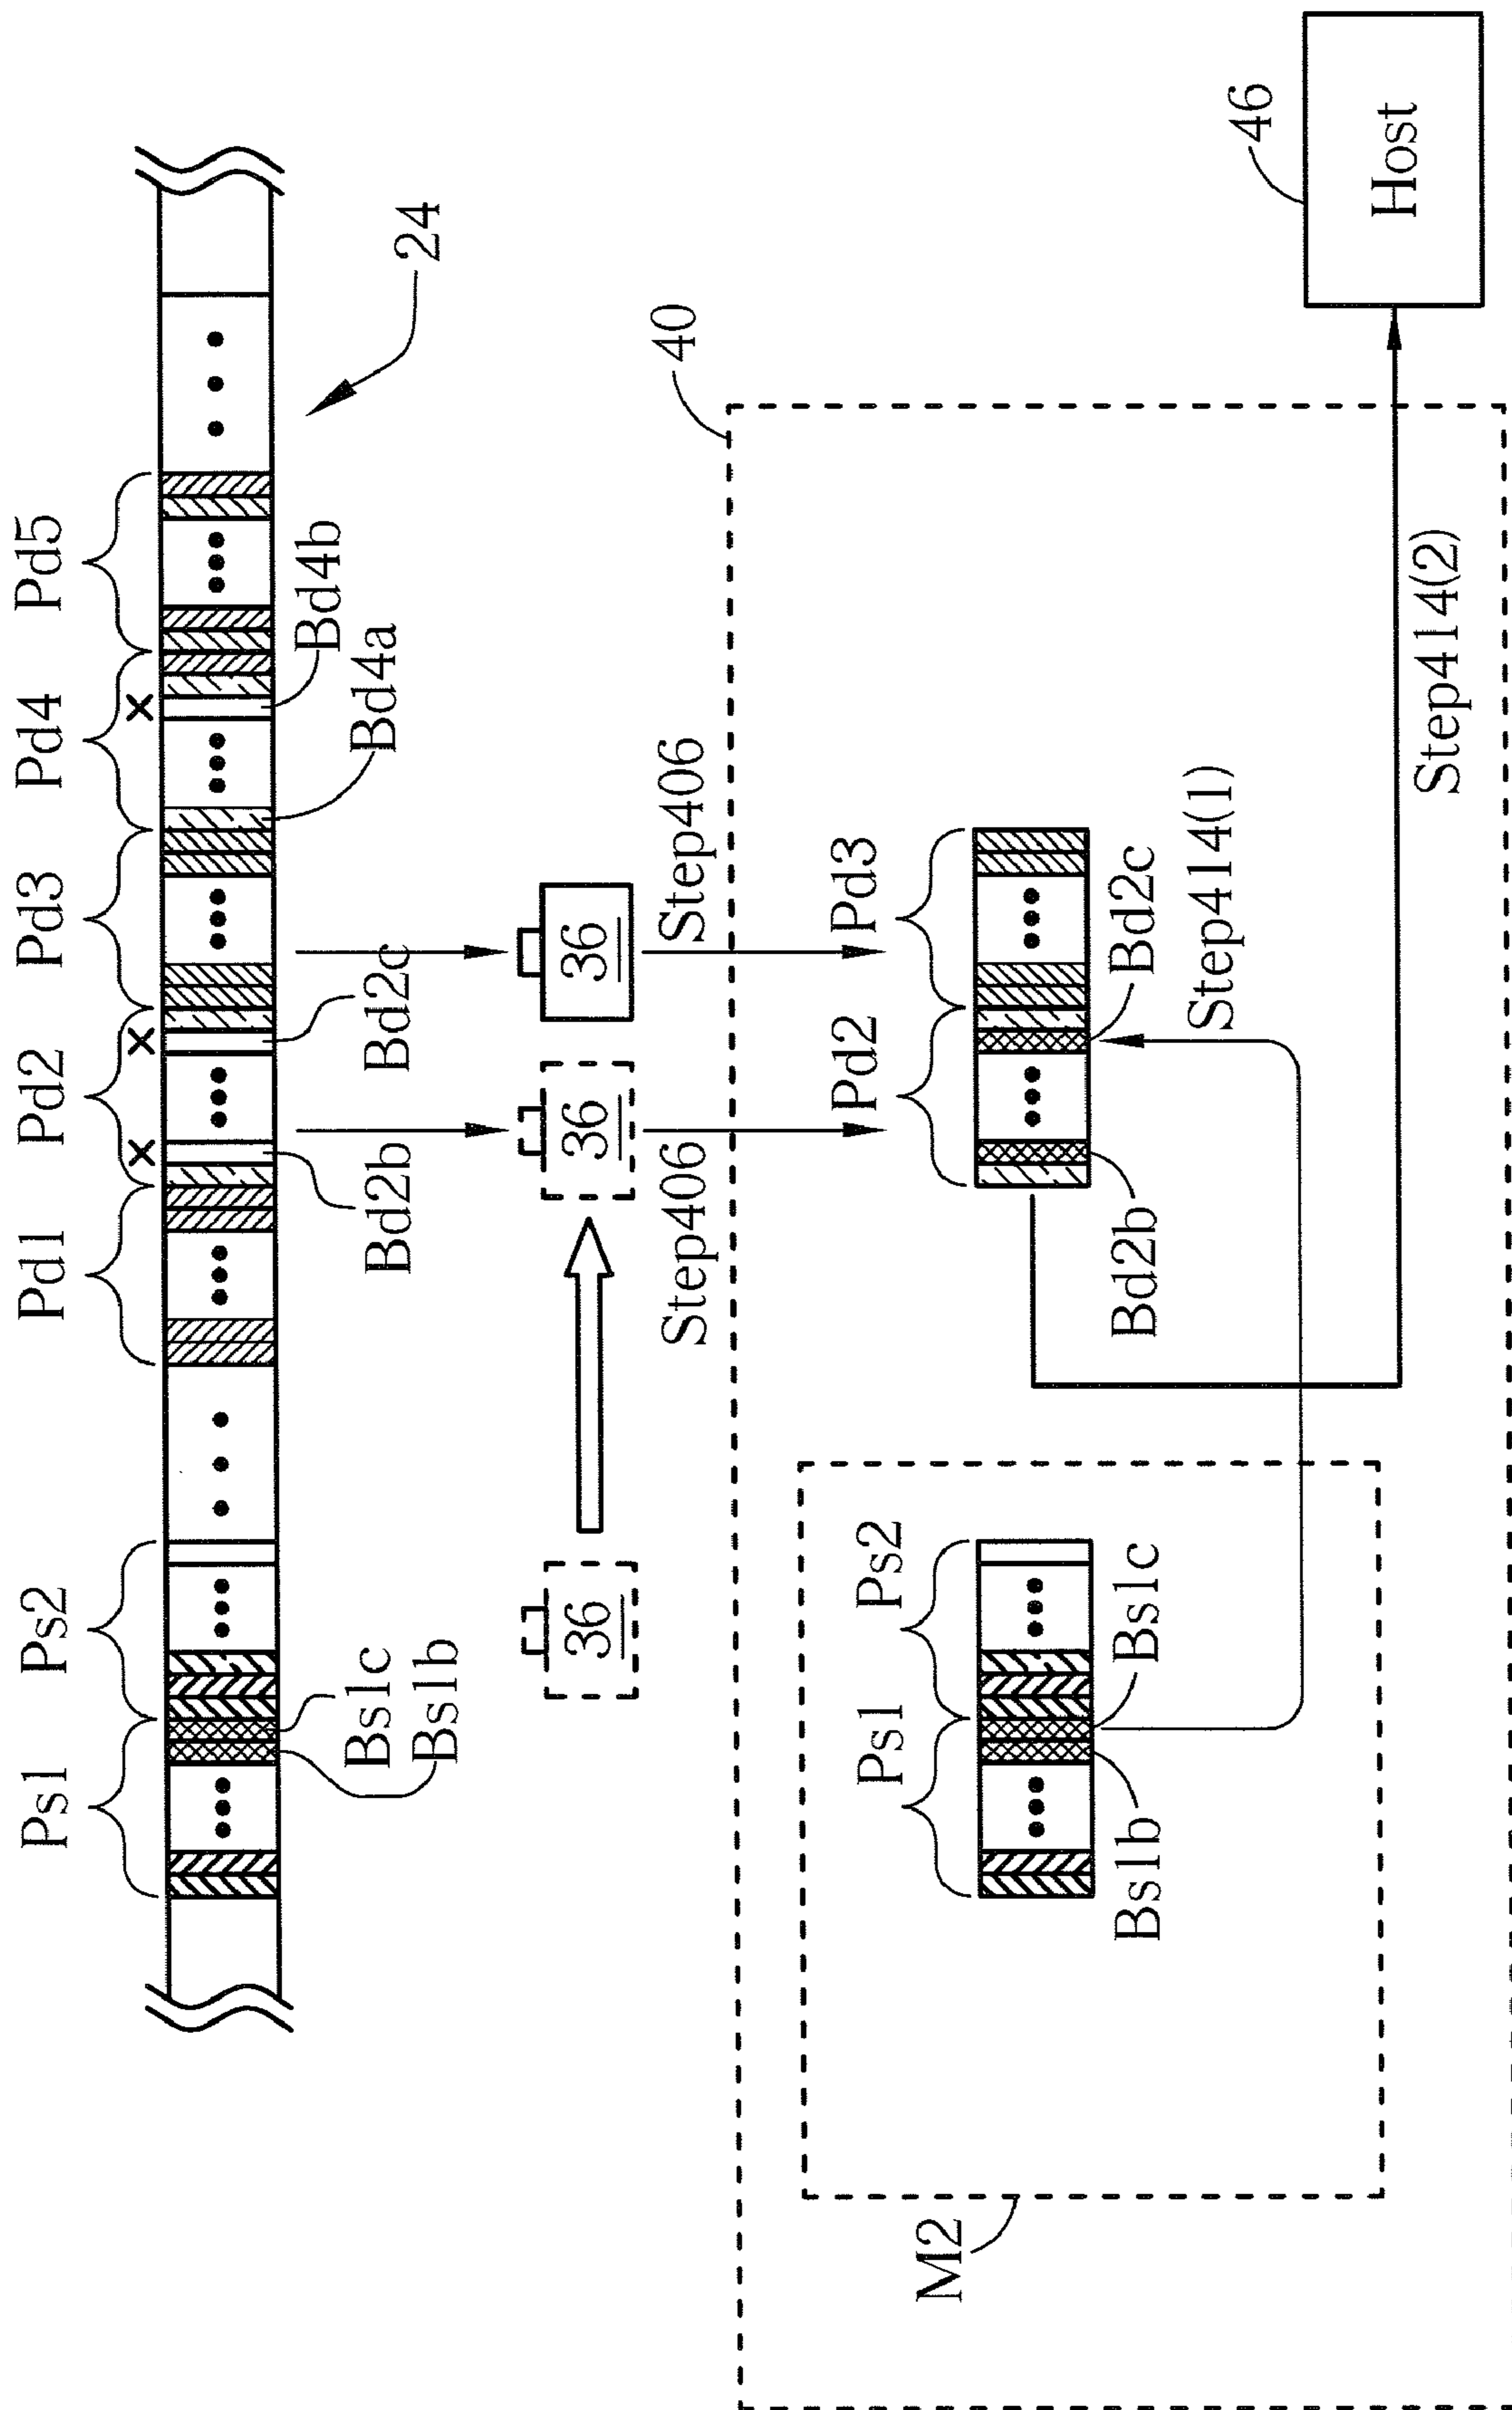 Ps1 Ps2 Pd1 Pd2 Pd3 Pd4 Pd5
× × ×
Bs1c
Bs1b
Bd2b Bd2c Bd4a Bd4b
24
36 36 36
Step406 Step406
40
46
Host
Ps1 Ps2 Pd2 Pd3
Bs1b Bs1c Bd2b Bd2c
Step414(1)
M2
Step414(2)